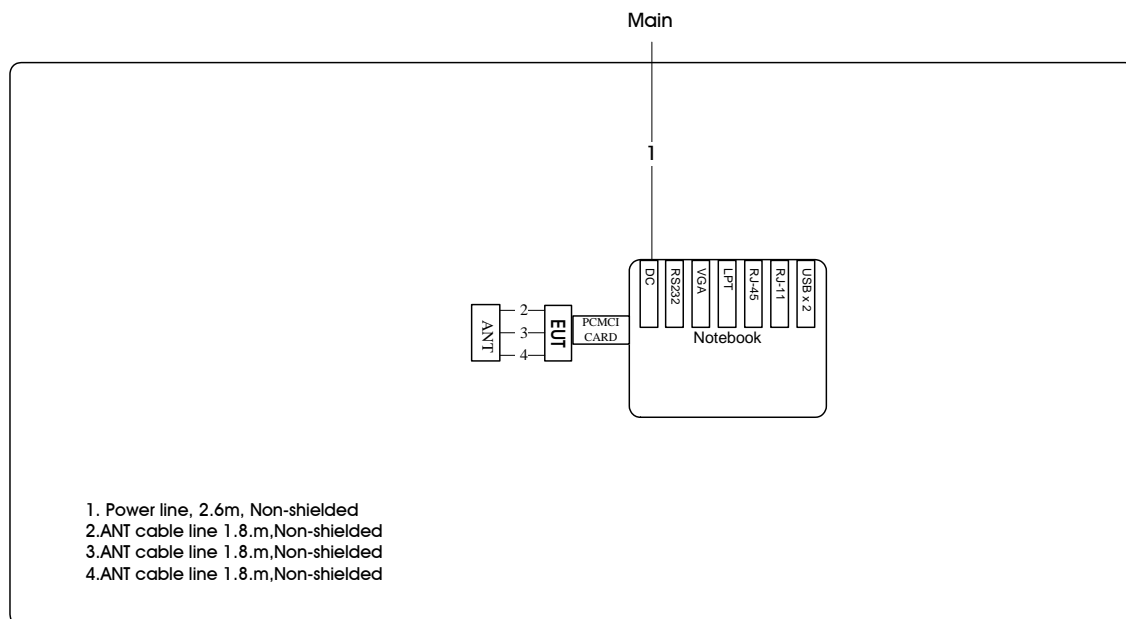 Main
1
DC
RS232
VGA
LPT
RJ-45
RJ-11
USB x 2
Notebook
PCMCI
CARD
EUT
2
3
4
ANT
1. Power line, 2.6m, Non-shielded
2.ANT cable line 1.8.m,Non-shielded
3.ANT cable line 1.8.m,Non-shielded
4.ANT cable line 1.8.m,Non-shielded